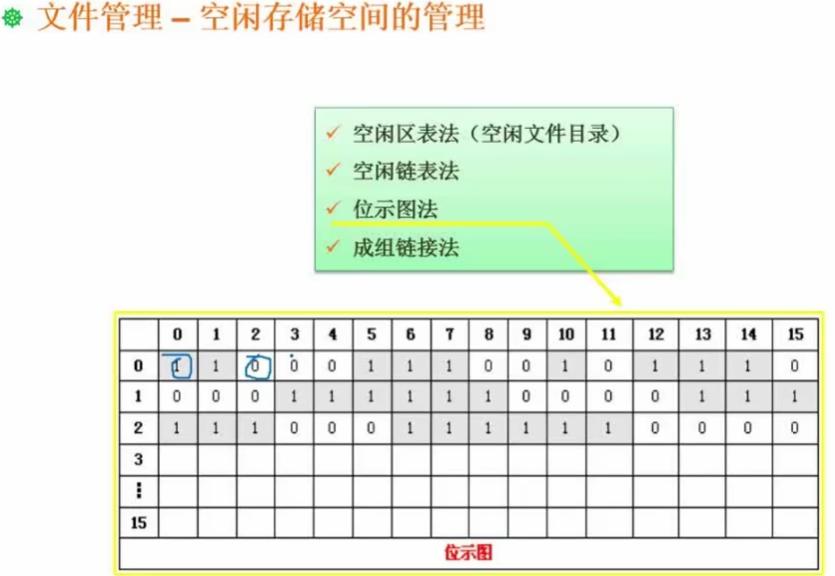 文件管理 – 空闲存储空间的管理
✓ 空闲区表法（空闲文件目录）
✓ 空闲链表法
✓ 位示图法
✓ 成组链接法
0 1 2 3 4 5 6 7 8 9 10 11 12 13 14 15
0 1 1 0 0 0 1 1 1 0 0 1 0 1 1 1 0
1 0 0 0 1 1 1 1 1 1 0 0 0 0 1 1 1
2 1 1 1 0 0 0 1 1 1 1 1 1 0 0 0 0
3
⋮
15
位示图